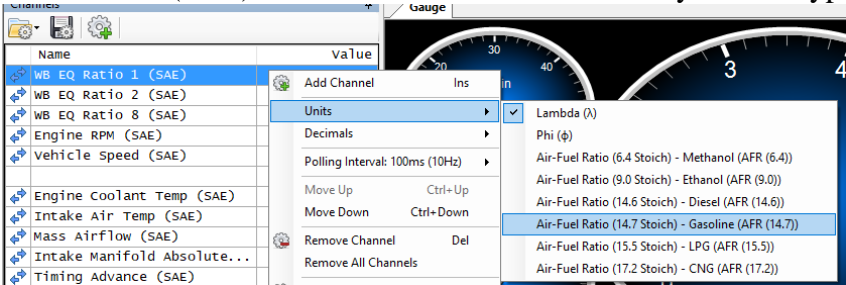 Channels
Gauge
Name Value
WB EQ Ratio 1 (SAE)
WB EQ Ratio 2 (SAE)
WB EQ Ratio 8 (SAE)
Engine RPM (SAE)
Vehicle Speed (SAE)
Engine Coolant Temp (SAE)
Intake Air Temp (SAE)
Mass Airflow (SAE)
Intake Manifold Absolute...
Timing Advance (SAE)
Add Channel Ins
Units
Decimals
Polling Interval: 100ms (10Hz)
Move Up Ctrl+Up
Move Down Ctrl+Down
Remove Channel Del
Remove All Channels
Lambda (λ)
Phi (ϕ)
Air-Fuel Ratio (6.4 Stoich) - Methanol (AFR (6.4))
Air-Fuel Ratio (9.0 Stoich) - Ethanol (AFR (9.0))
Air-Fuel Ratio (14.6 Stoich) - Diesel (AFR (14.6))
Air-Fuel Ratio (14.7 Stoich) - Gasoline (AFR (14.7))
Air-Fuel Ratio (15.5 Stoich) - LPG (AFR (15.5))
Air-Fuel Ratio (17.2 Stoich) - CNG (AFR (17.2))
20 30 40
in
3 4